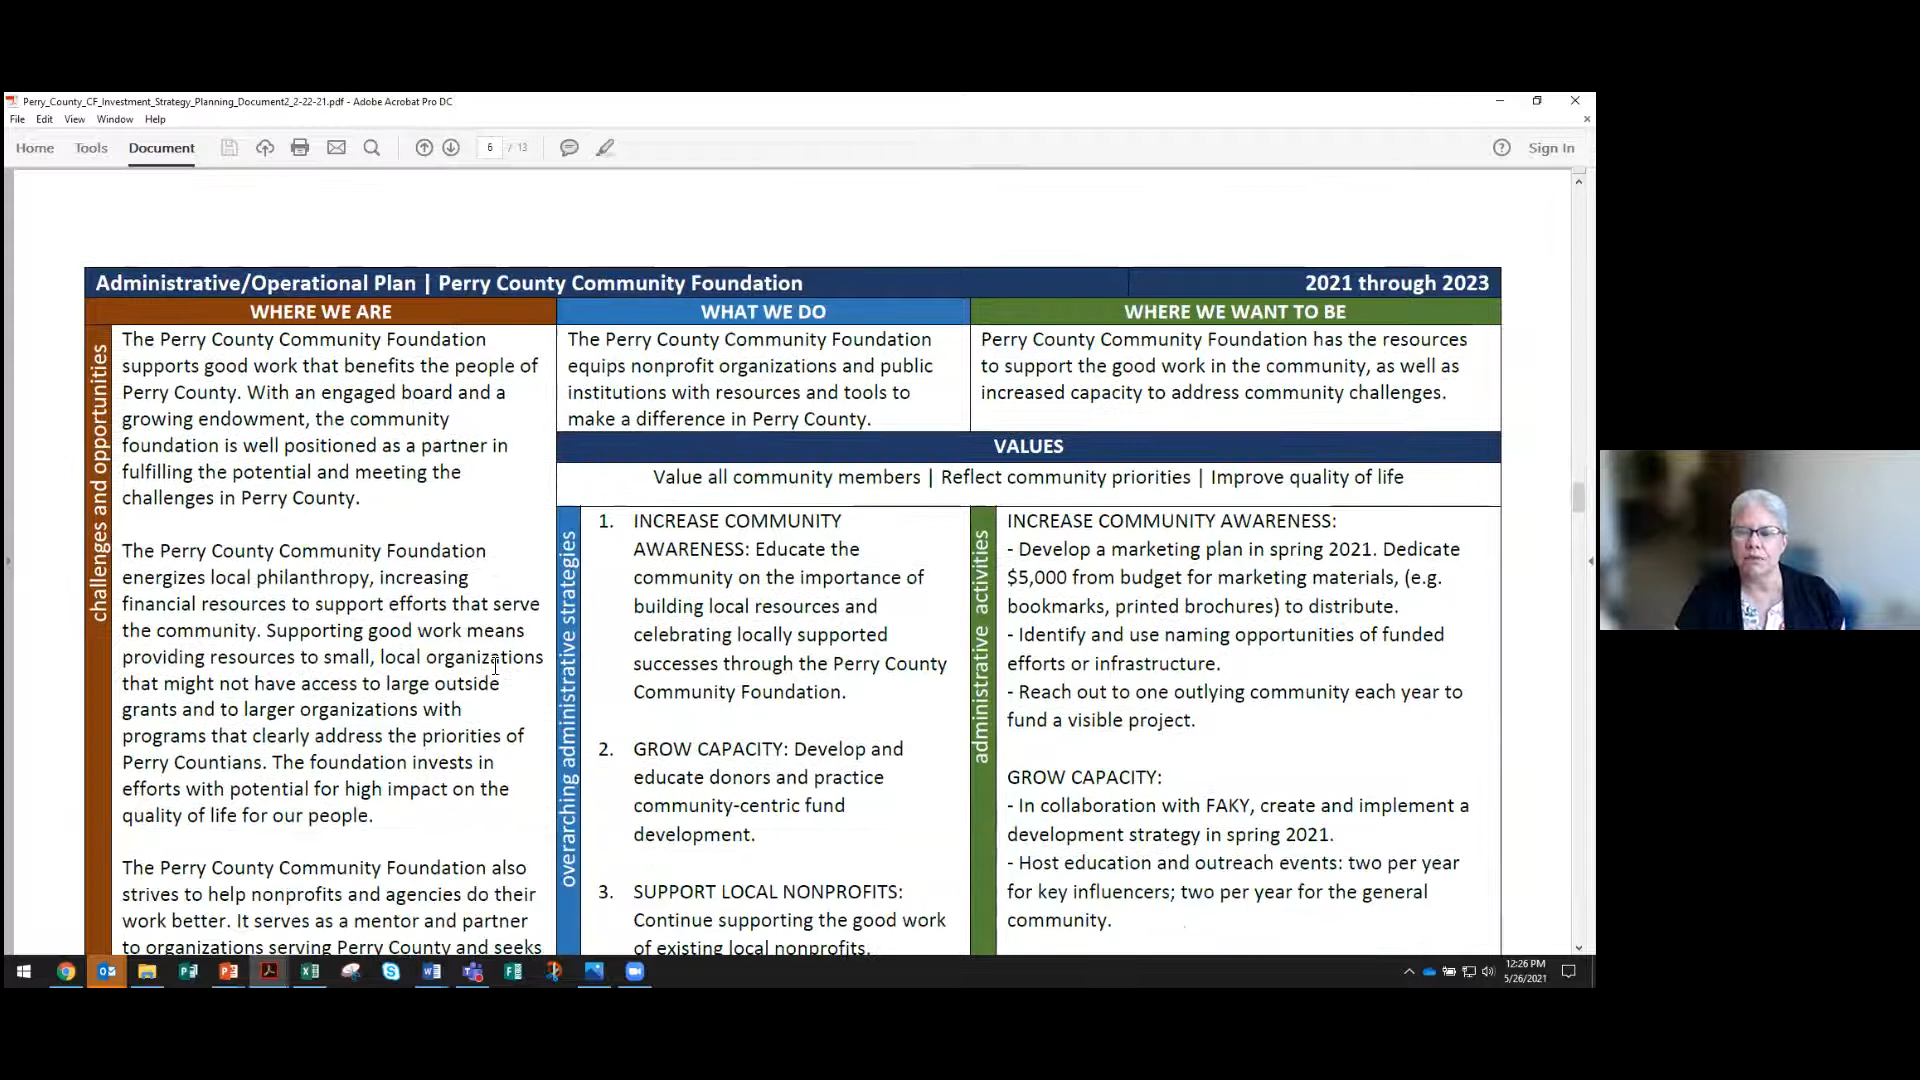 Perry_County_CF_Investment_Strategy_Planning_Document2_2-22-21.pdf - Adobe Acrobat Pro DC
File Edit View Window Help
Home Tools Document 6 / 13 Sign In
Administrative/Operational Plan | Perry County Community Foundation 2021 through 2023
WHERE WE ARE
challenges and opportunities
The Perry County Community Foundation
supports good work that benefits the people of
Perry County. With an engaged board and a
growing endowment, the community
foundation is well positioned as a partner in
fulfilling the potential and meeting the
challenges in Perry County.
The Perry County Community Foundation
energizes local philanthropy, increasing
financial resources to support efforts that serve
the community. Supporting good work means
providing resources to small, local organizations
that might not have access to large outside
grants and to larger organizations with
programs that clearly address the priorities of
Perry Countians. The foundation invests in
efforts with potential for high impact on the
quality of life for our people.
The Perry County Community Foundation also
strives to help nonprofits and agencies do their
work better. It serves as a mentor and partner
to organizations serving Perry County and seeks
WHAT WE DO
The Perry County Community Foundation
equips nonprofit organizations and public
institutions with resources and tools to
make a difference in Perry County.
WHERE WE WANT TO BE
Perry County Community Foundation has the resources
to support the good work in the community, as well as
increased capacity to address community challenges.
VALUES
Value all community members | Reflect community priorities | Improve quality of life
overarching administrative strategies
1. INCREASE COMMUNITY
AWARENESS: Educate the
community on the importance of
building local resources and
celebrating locally supported
successes through the Perry County
Community Foundation.
2. GROW CAPACITY: Develop and
educate donors and practice
community-centric fund
development.
3. SUPPORT LOCAL NONPROFITS:
Continue supporting the good work
of existing local nonprofits.
administrative activities
INCREASE COMMUNITY AWARENESS:
- Develop a marketing plan in spring 2021. Dedicate
$5,000 from budget for marketing materials, (e.g.
bookmarks, printed brochures) to distribute.
- Identify and use naming opportunities of funded
efforts or infrastructure.
- Reach out to one outlying community each year to
fund a visible project.
GROW CAPACITY:
- In collaboration with FAKY, create and implement a
development strategy in spring 2021.
- Host education and outreach events: two per year
for key influencers; two per year for the general
community.
12:26 PM
5/26/2021